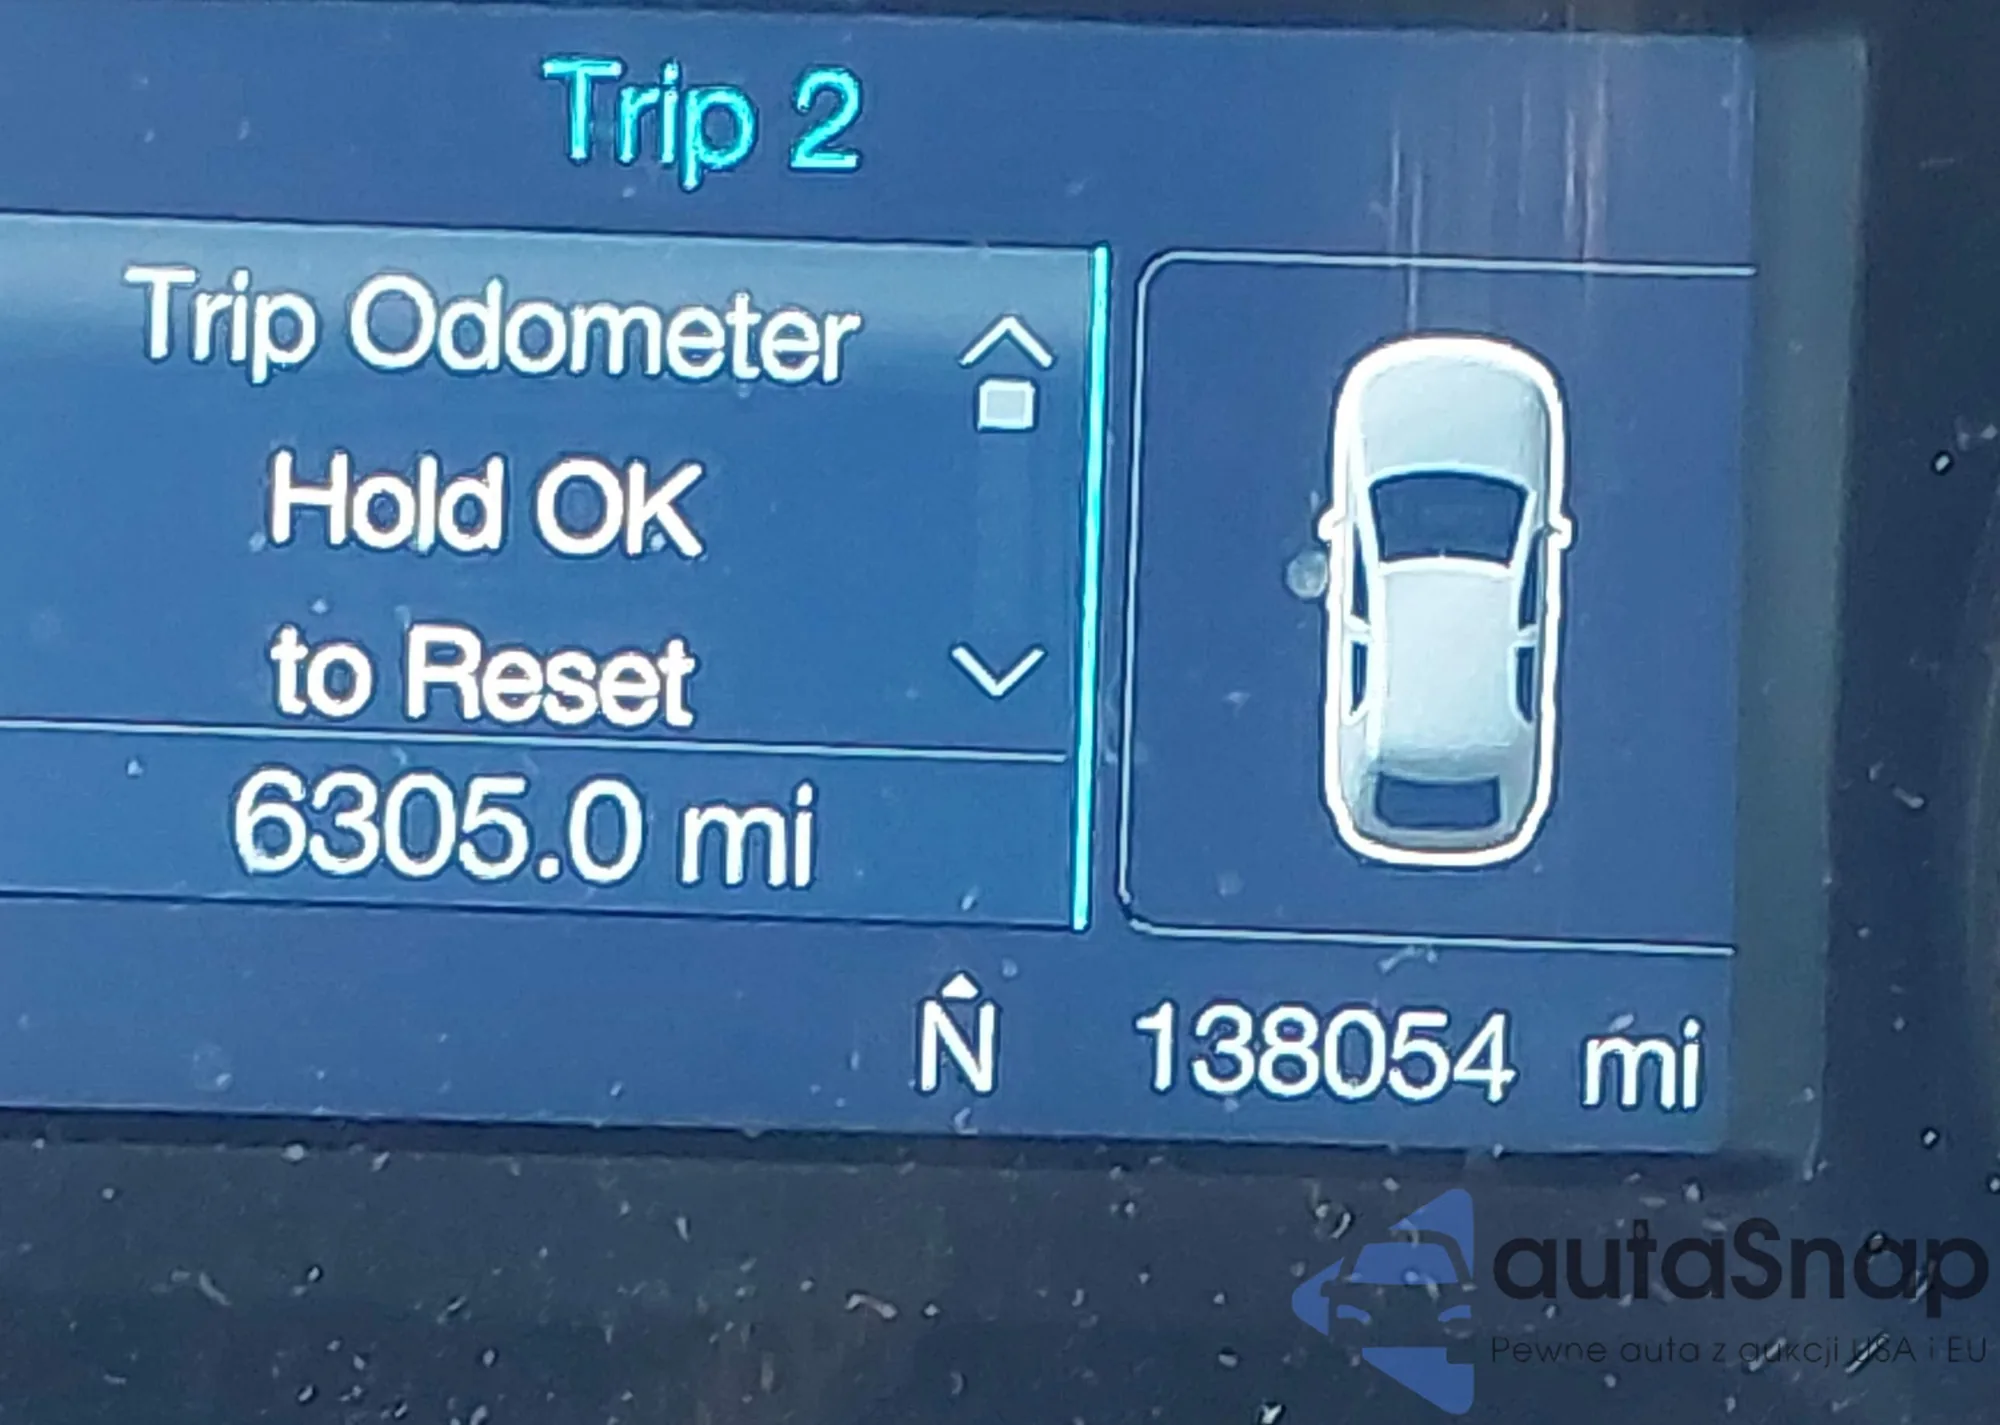 Trip 2
Trip Odometer
Hold OK
to Reset
6305.0 mi
N
138054 mi
autaSnap
Pewne auta z aukcji USA i EU